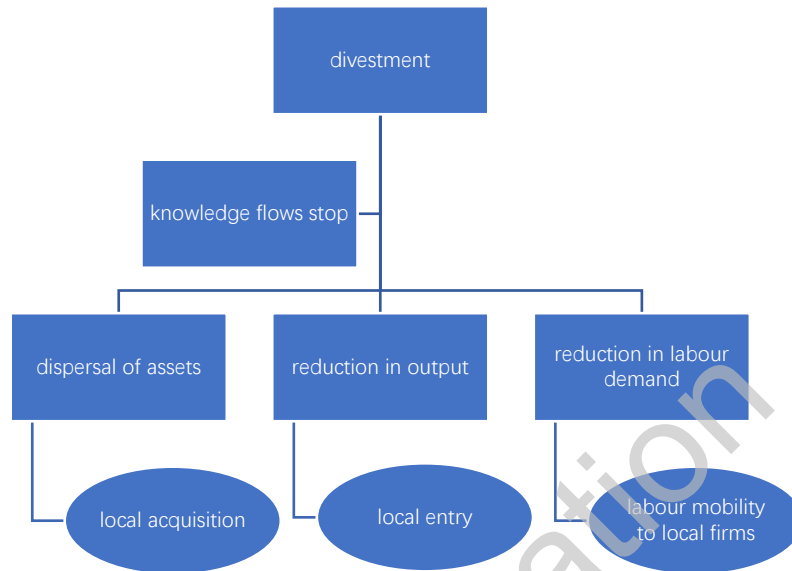 divestment
knowledge flows stop
dispersal of assets
reduction in output
reduction in labour
demand
local acquisition
local entry
labour mobility
to local firms
ation